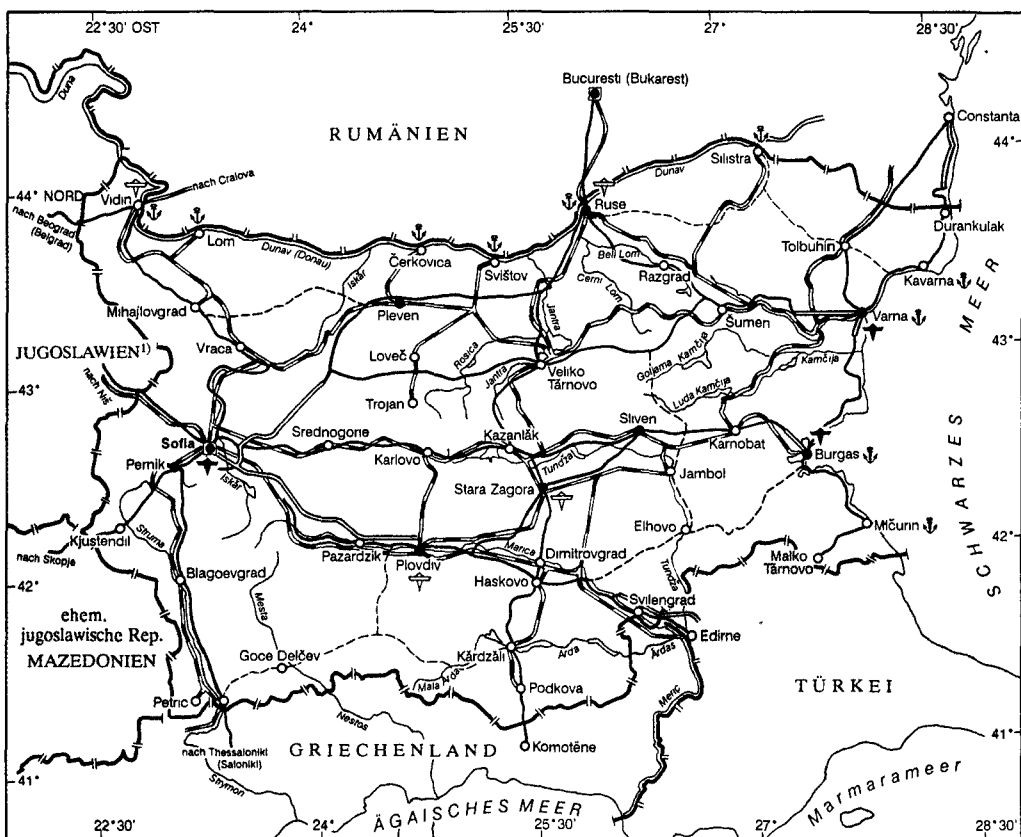 22°30' OST
24°
25°30'
27°
28°30'
Duna
București (Bukarest)
Constanta
RUMÄNIEN
44°
Silistra
Dunav
44°
NORD
Vidin
nach Craiova
nach Beograd
(Belgrad)
Ruse
Durankulak
Lom
Dunav (Donau)
Iskăr
Čerkovica
Svištov
Beli Lom
Razgrad
Tolbuhin
Kavarna
Černi Lom
Mihajlovgrad
Pleven
Jantra
Šumen
Varna
MEER
JUGOSLAWIEN¹⁾
Vraca
Loveč
Rosica
Goljama Kamčija
Kamčija
43°
43°
Jantra
Veliko
Tărnovo
nach Niš
Trojan
Luda Kamčija
Sofia
Srednogorie
Kazanlăk
Sliven
Karnobat
Pernik
Iskăr
Karlovo
Tundža
Burgas
Stara Zagora
Jambol
SCHWARZES
Struma
Kjustendil
nach Skopje
Elhovo
Mičurin
Pazardzik
Plovdiv
Marica
Dimitrovgrad
Malko
Tărnovo
42°
42°
Blagoevgrad
Haskovo
Tundža
Mesta
Svilengrad
ehem.
jugoslawische Rep.
MAZEDONIEN
Edirne
Goce Delčev
Kărdžali
Arda
Ardas
Mala Arda
Petrič
Podkova
Meriç
TÜRKEI
Nestos
nach Thessaloniki
(Saloniki)
GRIECHENLAND
Komotēne
41°
41°
Strymon
ÄGAISCHES MEER
Marmarameer
22°30'
24°
25°30'
27°
28°30'